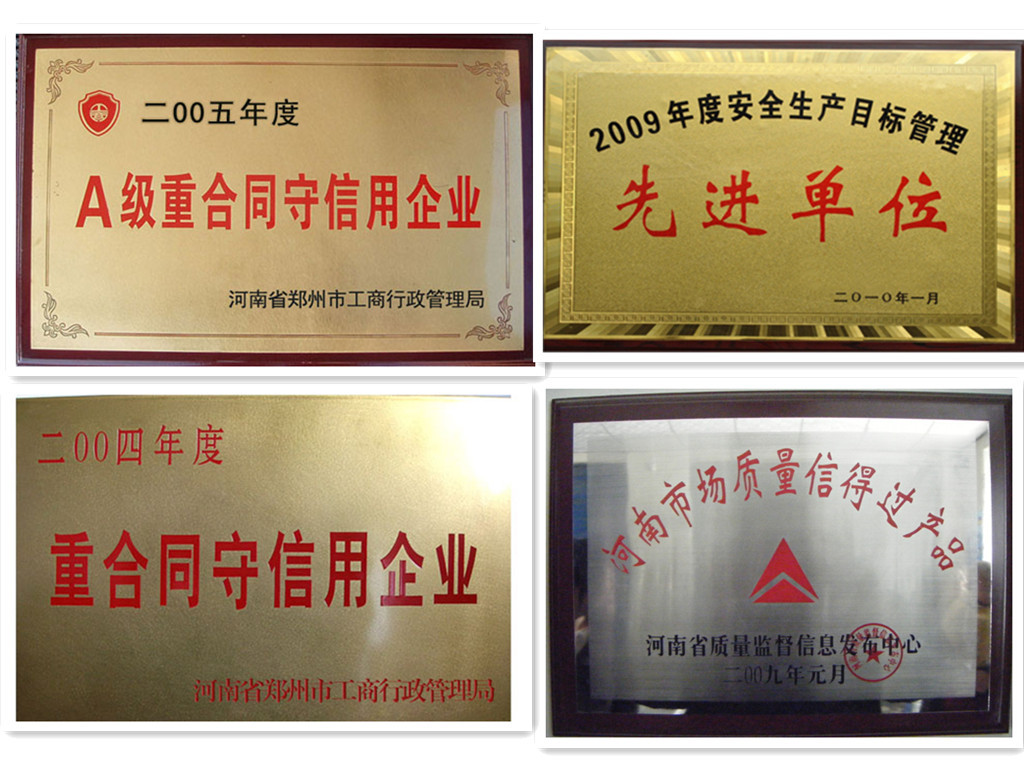 二00五年度
A级重合同守信用企业
河南省郑州市工商行政管理局
2009年度安全生产目标管理
先进单位
二〇一〇年一月
二00四年度
重合同守信用企业
河南省郑州市工商行政管理局
河南市场质量信得过产品
河南省质量监督信息发布中心
二00九年元月